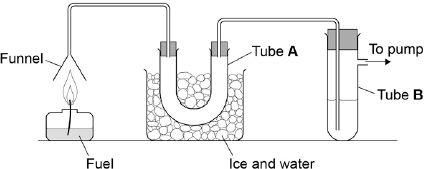 Funnel
Tube A
To pump
Tube B
Fuel
Ice and water